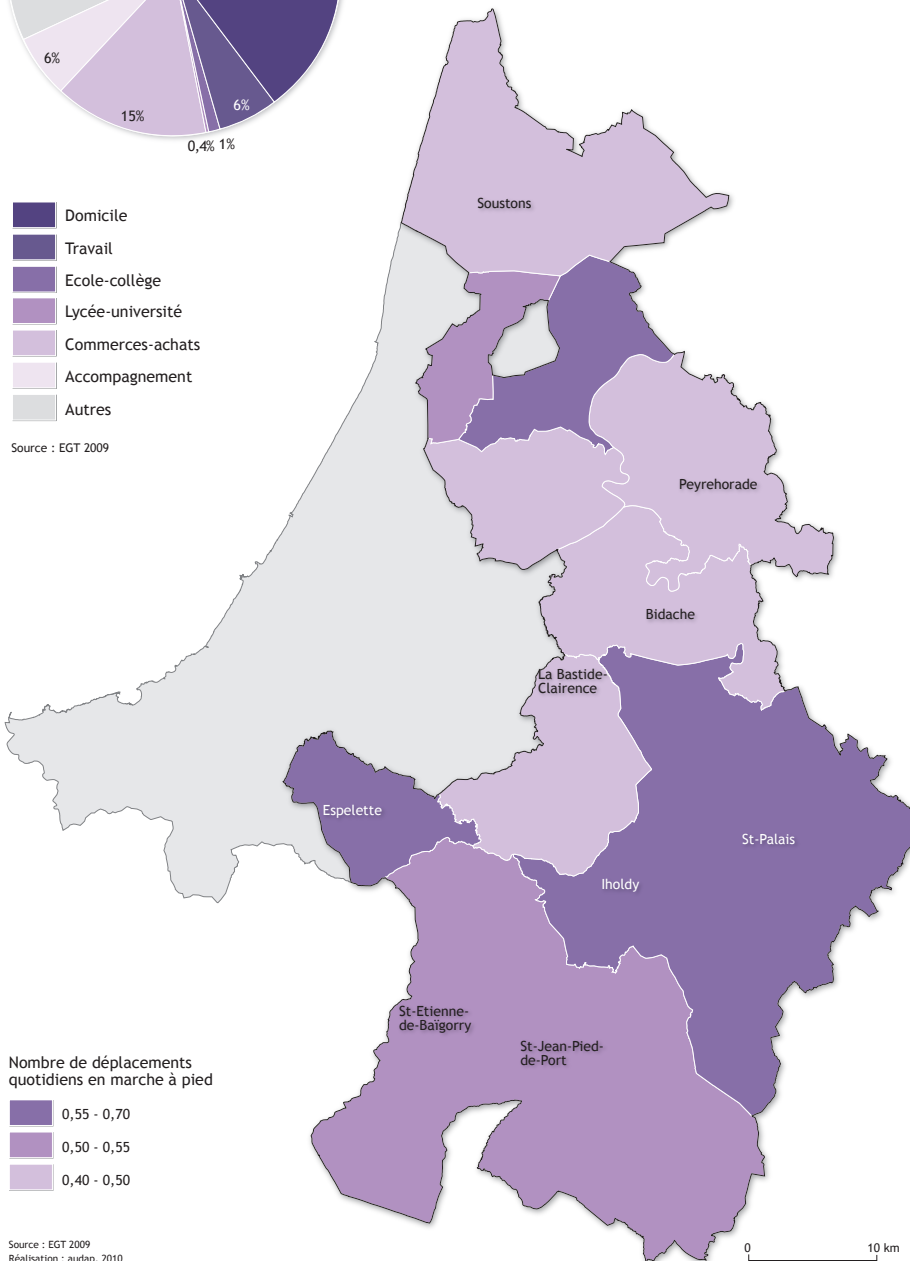 6%
15%
6%
0,4% 1%
Domicile
Travail
Ecole-collège
Lycée-université
Commerces-achats
Accompagnement
Autres
Source : EGT 2009
Soustons
Peyrehorade
Bidache
La Bastide-
Clairence
Espelette
St-Palais
Iholdy
St-Etienne-
de-Baïgorry
St-Jean-Pied-
de-Port
Nombre de déplacements
quotidiens en marche à pied
0,55 - 0,70
0,50 - 0,55
0,40 - 0,50
Source : EGT 2009
Réalisation : audap, 2010
0 10 km